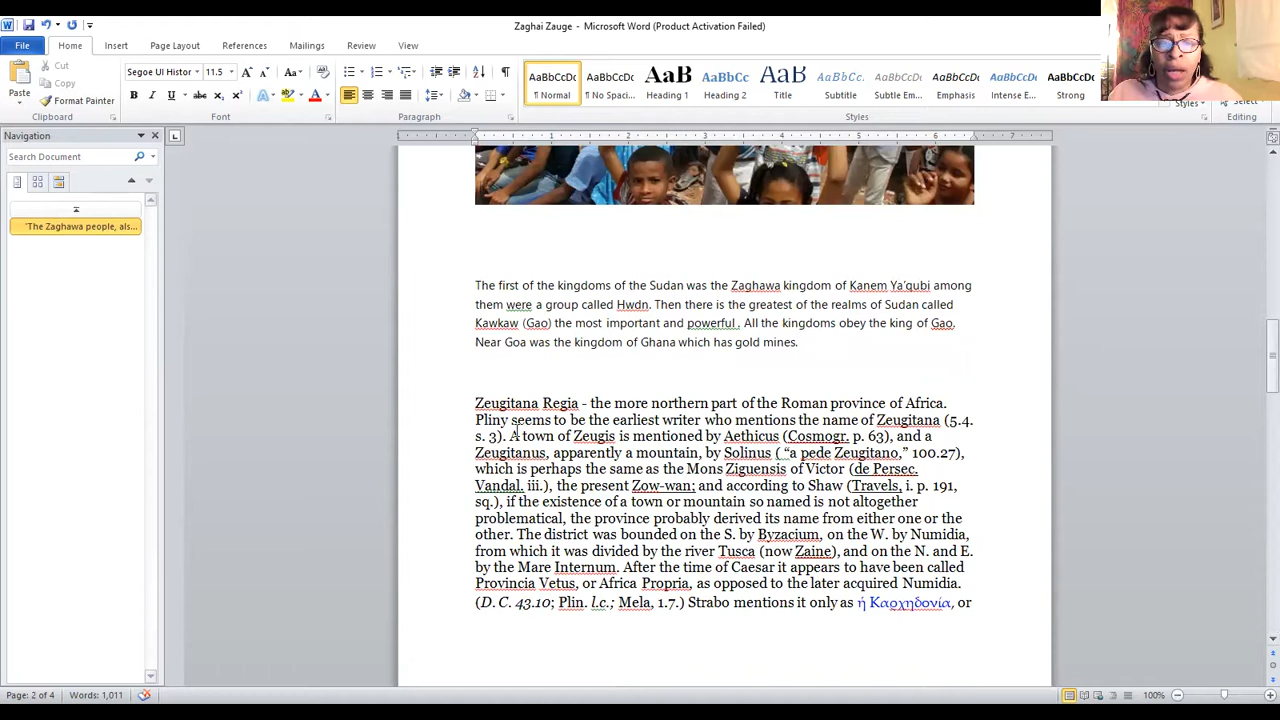 Zaghai Zauge - Microsoft Word (Product Activation Failed)
File Home Insert Page Layout References Mailings Review View
Cut
Copy
Format Painter
Paste
Segoe UI Histor 11.5
AaBbCcDc AaBbCcDc AaB AaBbCc AaB AaBbCc. AaBbCcDc AaBbCcDc AaBbCcDc
¶ Normal ¶ No Spaci... Heading 1 Heading 2 Title Subtitle Subtle Em... Emphasis Intense E... Strong
Styles
Select
Clipboard Font Paragraph Styles Editing
Navigation
Search Document
"The Zaghawa people, als...
The first of the kingdoms of the Sudan was the Zaghawa kingdom of Kanem Ya'qubi among
them were a group called Hwdn. Then there is the greatest of the realms of Sudan called
Kawkaw (Gao) the most important and powerful . All the kingdoms obey the king of Gao.
Near Goa was the kingdom of Ghana which has gold mines.
Zeugitana Regia - the more northern part of the Roman province of Africa.
Pliny seems to be the earliest writer who mentions the name of Zeugitana (5.4.
s. 3). A town of Zeugis is mentioned by Aethicus (Cosmogr. p. 63), and a
Zeugitanus, apparently a mountain, by Solinus ( "a pede Zeugitano," 100.27),
which is perhaps the same as the Mons Ziguensis of Victor (de Persec.
Vandal. iii.), the present Zow-wan; and according to Shaw (Travels, i. p. 191,
sq.), if the existence of a town or mountain so named is not altogether
problematical, the province probably derived its name from either one or the
other. The district was bounded on the S. by Byzacium, on the W. by Numidia,
from which it was divided by the river Tusca (now Zaine), and on the N. and E.
by the Mare Internum. After the time of Caesar it appears to have been called
Provincia Vetus, or Africa Propria, as opposed to the later acquired Numidia.
(D. C. 43.10; Plin. l.c.; Mela, 1.7.) Strabo mentions it only as ἡ Καρχηδονία, or
Page: 2 of 4 Words: 1,011 100%